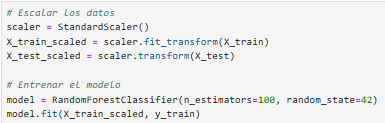 # Escalar los datos
scaler = StandardScaler()
X_train_scaled = scaler.fit_transform(X_train)
X_test_scaled = scaler.transform(X_test)

# Entrenar el modelo
model = RandomForestClassifier(n_estimators=100, random_state=42)
model.fit(X_train_scaled, y_train)